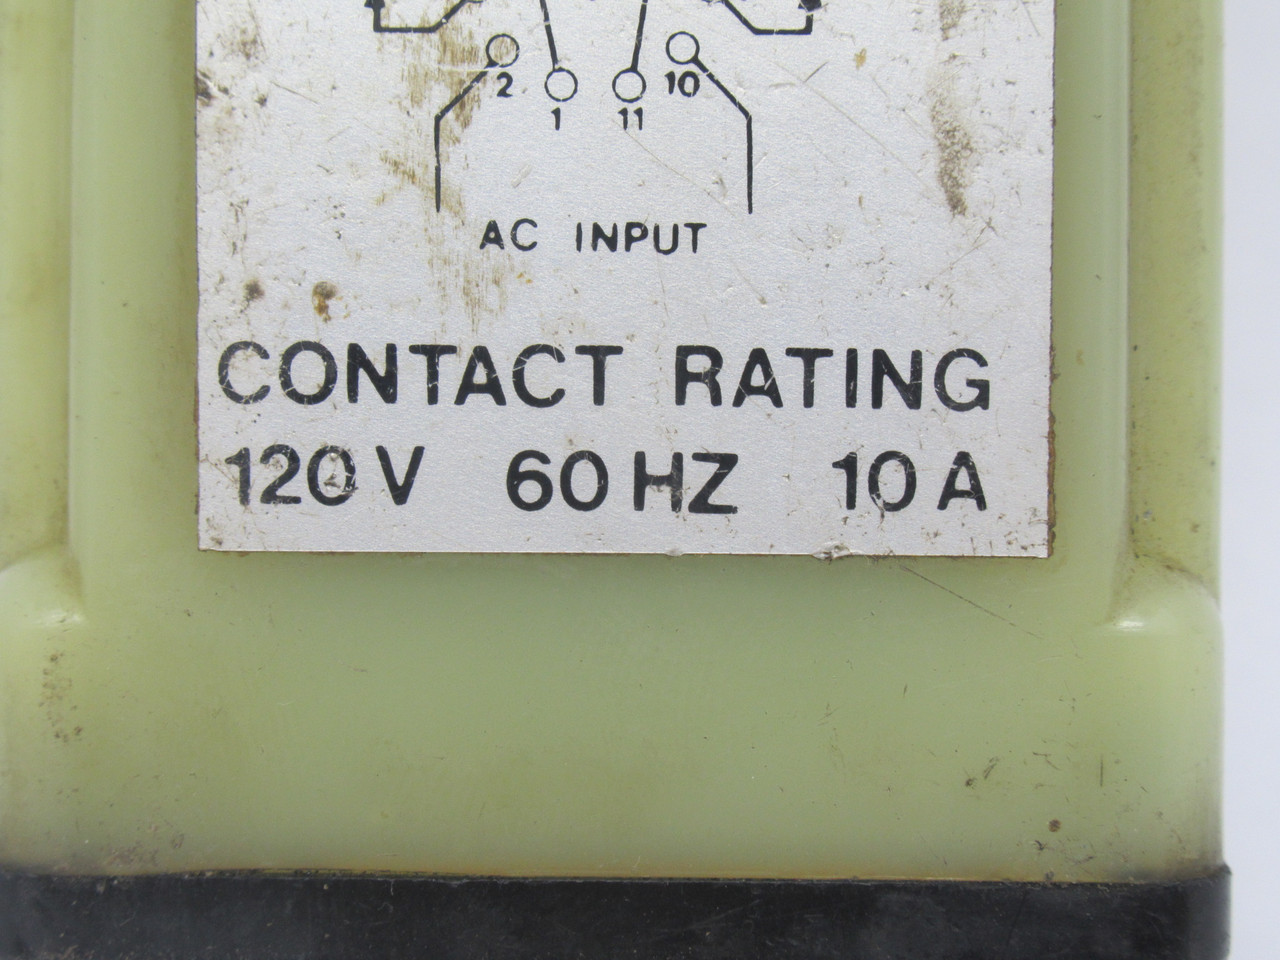 2 10
1 11
AC INPUT
CONTACT RATING
120V 60HZ 10A